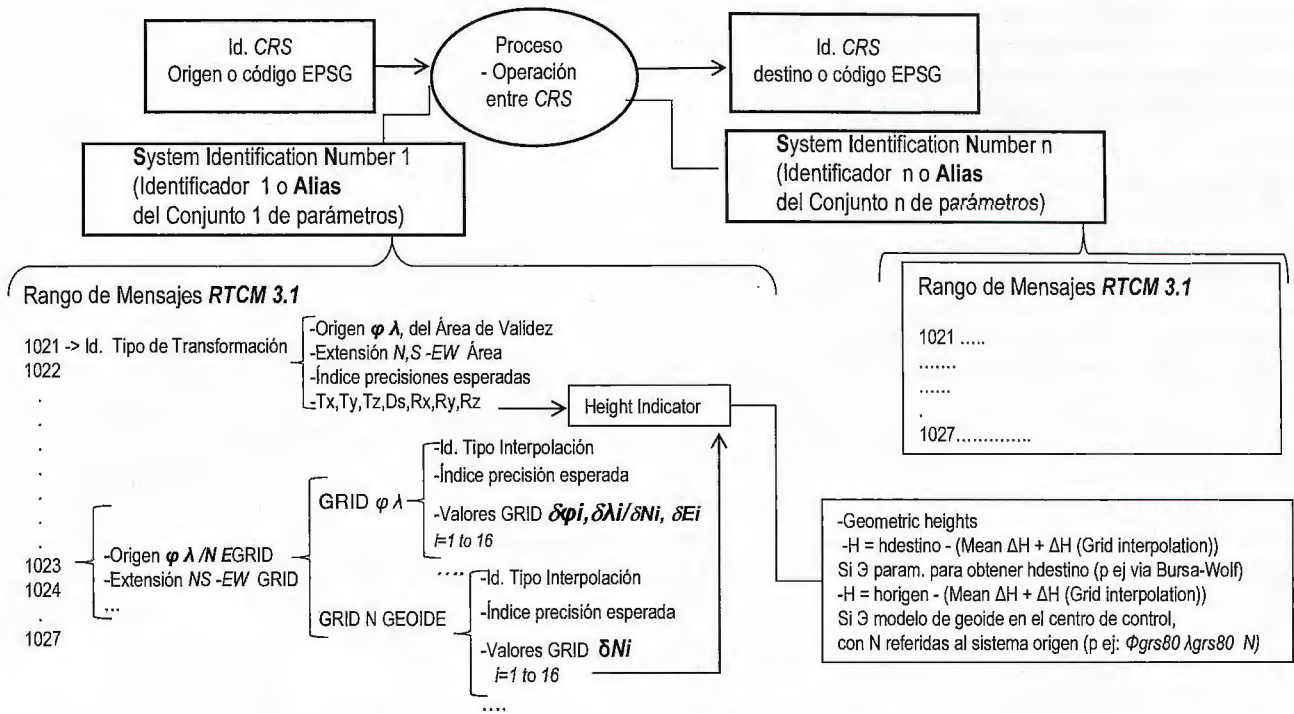 Id. CRS
Origen o código EPSG
Proceso
- Operación
entre CRS
Id. CRS
destino o código EPSG
System Identification Number 1
(Identificador 1 o Alias
del Conjunto 1 de parámetros)
System Identification Number n
(Identificador n o Alias
del Conjunto n de parámetros)
Rango de Mensajes RTCM 3.1
1021 -> Id. Tipo de Transformación
1022
.
.
.
.
.
.
.
1023
1024
.
1027
-Origen φ λ, del Área de Validez
-Extensión N,S -EW Área
-Índice precisiones esperadas
-Tx,Ty,Tz,Ds,Rx,Ry,Rz
Height Indicator
-Origen φ λ /N EGRID
-Extensión NS -EW GRID
...
GRID φ λ
-Id. Tipo Interpolación
-Índice precisión esperada
-Valores GRID δφi,δλi/δNi, δEi
i=1 to 16
....
GRID N GEOIDE
-Id. Tipo Interpolación
-Índice precisión esperada
-Valores GRID δNi
i=1 to 16
....
Rango de Mensajes RTCM 3.1
1021 .....
.......
......
.
1027..............
-Geometric heights
-H = hdestino - (Mean ΔH + ΔH (Grid interpolation))
Si Э param. para obtener hdestino (p ej via Bursa-Wolf)
-H = horigen - (Mean ΔH + ΔH (Grid interpolation))
Si Э modelo de geoide en el centro de control,
con N referidas al sistema origen (p ej: Φgrs80 λgrs80 N)